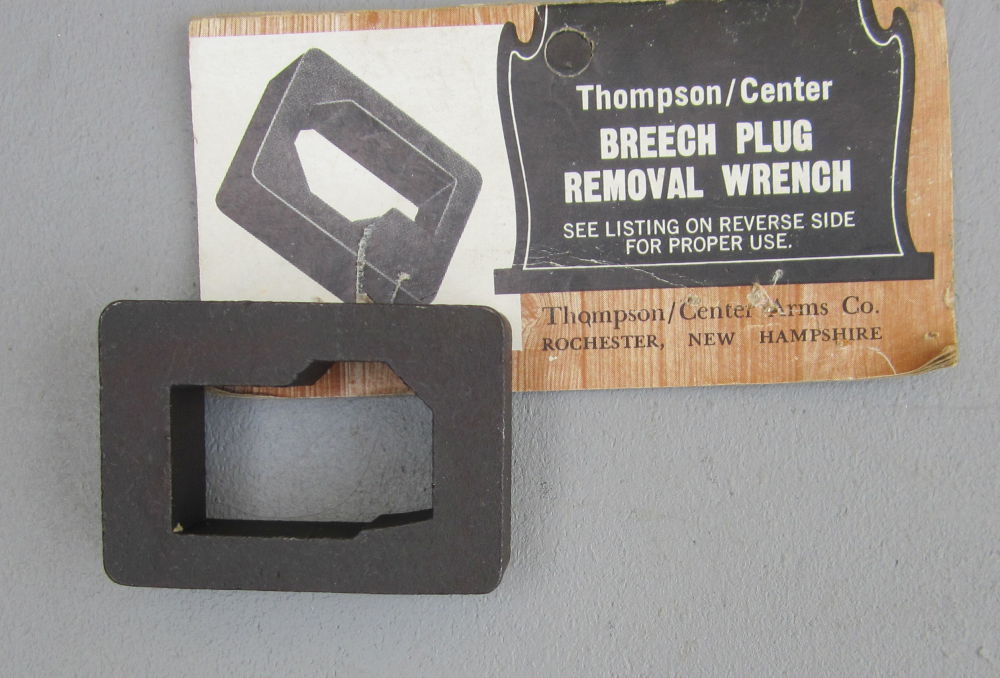 Thompson/Center
BREECH PLUG
REMOVAL WRENCH
SEE LISTING ON REVERSE SIDE
FOR PROPER USE.
Thompson/Center Arms Co.
ROCHESTER, NEW HAMPSHIRE